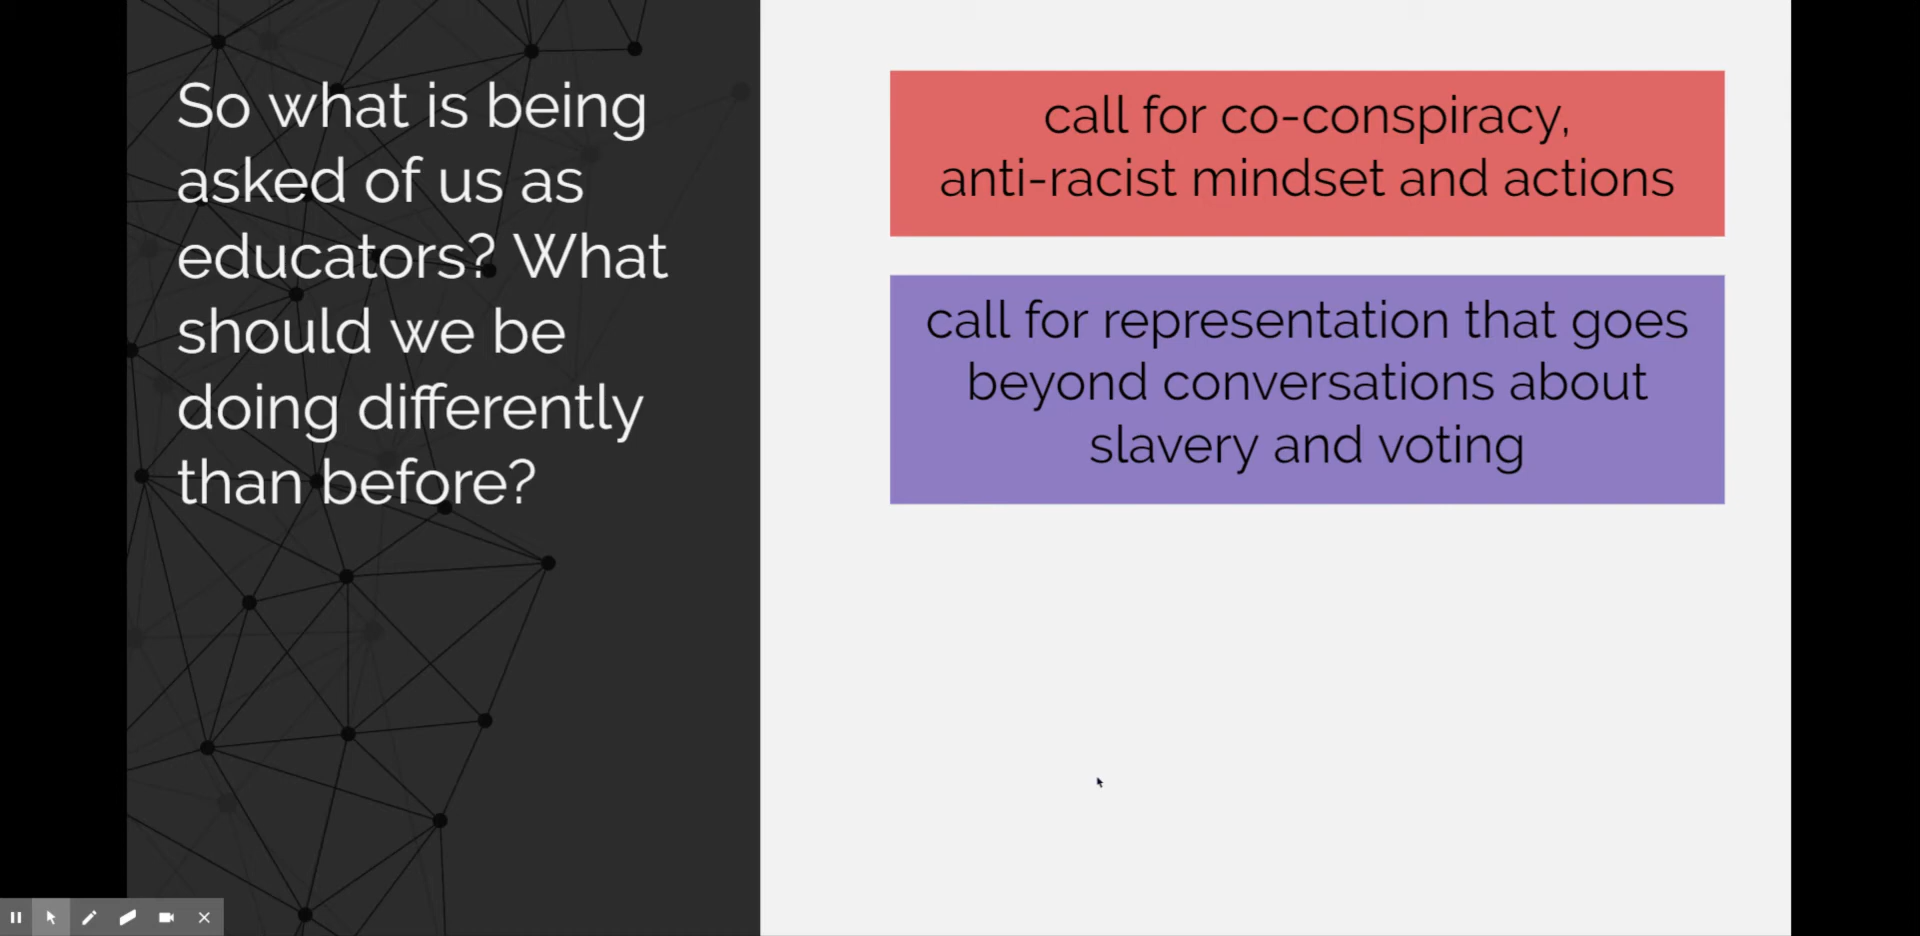 So what is being
asked of us as
educators? What
should we be
doing differently
than before?
call for co-conspiracy,
anti-racist mindset and actions
call for representation that goes
beyond conversations about
slavery and voting